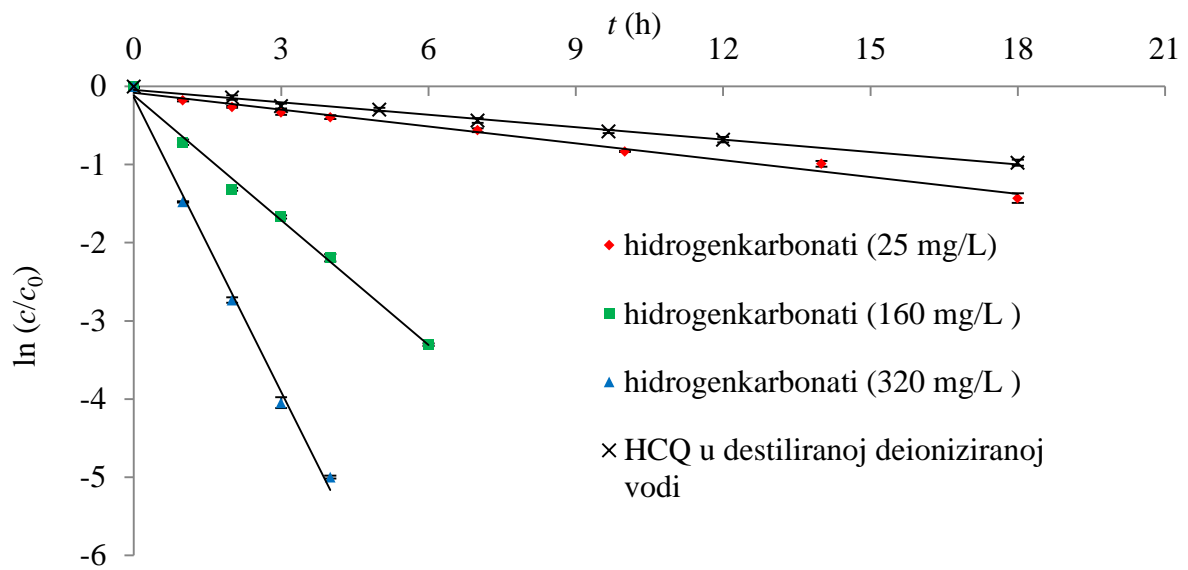 t (h)
0 3 6 9 12 15 18 21
0
-1
-2
-3
-4
-5
-6
ln (c/c0)
hidrogenkarbonati (25 mg/L)
hidrogenkarbonati (160 mg/L )
hidrogenkarbonati (320 mg/L )
HCQ u destiliranoj deioniziranoj
vodi